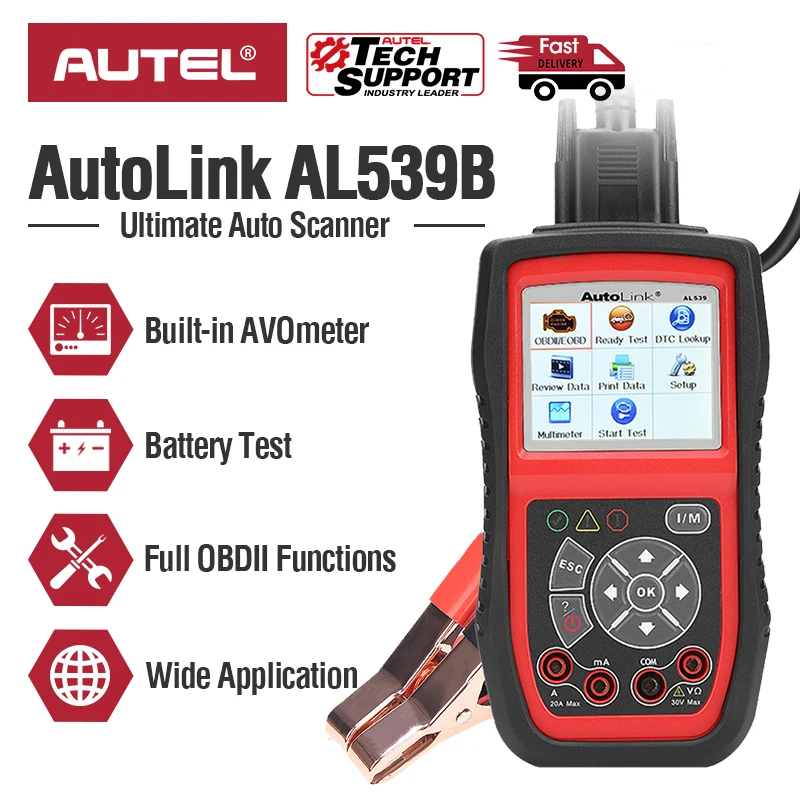 AUTEL®
AUTEL.
TECH
SUPPORT
INDUSTRY LEADER
Fast
DELIVERY
AutoLink AL539B
Ultimate Auto Scanner
Built-in AVOmeter
Battery Test
Full OBDII Functions
Wide Application
AutoLink® AL539
CHECK
ENGINE
OBDII/EOBD Ready Test DTC Lookup
Review Data Print Data Setup
Multimeter Start Test
I/M
ESC
?
OK
A mA COM VΩ
20A Max 30V Max